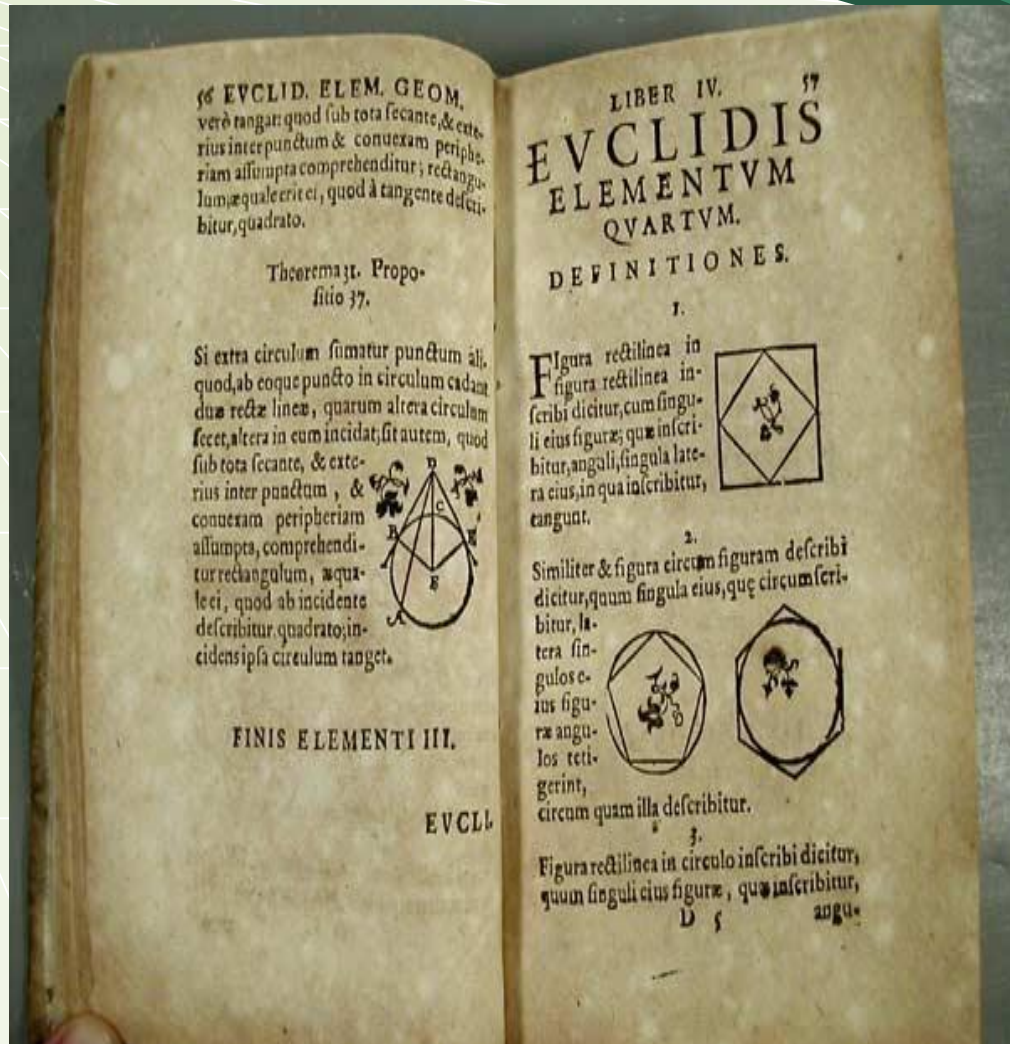 56 EVCLID. ELEM. GEOM.
verò tangat: quod ſub tota ſecante, & exte-
rius inter punctum & conuexam periphe-
riam aſſumpta comprehenditur; rectangu-
lum, æquale erit ei, quod à tangente deſcri-
bitur, quadrato.
Theorema 31. Propo-
ſitio 37.
Si extra circulum ſumatur punctum ali-
quod, ab eoque puncto in circulum cadant
duæ rectæ lineæ, quarum altera circulum
ſecet, altera in eum incidat; ſit autem, quod
ſub tota ſecante, & exte-
rius inter punctum, &
conuexam peripheriam
aſſumpta, comprehendi-
tur rectangulum, æqua-
le ei, quod ab incidente
deſcribitur quadrato; in-
cidens ipſa circulum tanget.
D
C
B
E
E
A
FINIS ELEMENTI III.
EVCLI.
LIBER IV. 57
EVCLIDIS
ELEMENTVM
QVARTVM.
DEFINITIONES.
1.
FIgura rectilinea in
figura rectilinea in-
ſcribi dicitur, cum ſingu-
li eius figuræ; quæ inſcri-
bitur, anguli, ſingula late-
ra eius, in qua inſcribitur,
tangunt.
2.
Similiter & figura circum figuram deſcribi
dicitur, quum ſingula eius, quę circumſcri-
bitur, la-
tera ſin-
gulos e-
ius figu-
ræ angu-
los teti-
gerint,
circum quam illa deſcribitur.
3.
Figura rectilinea in circulo inſcribi dicitur,
quum ſinguli eius figuræ, quæ inſcribitur,
D 5 angu-